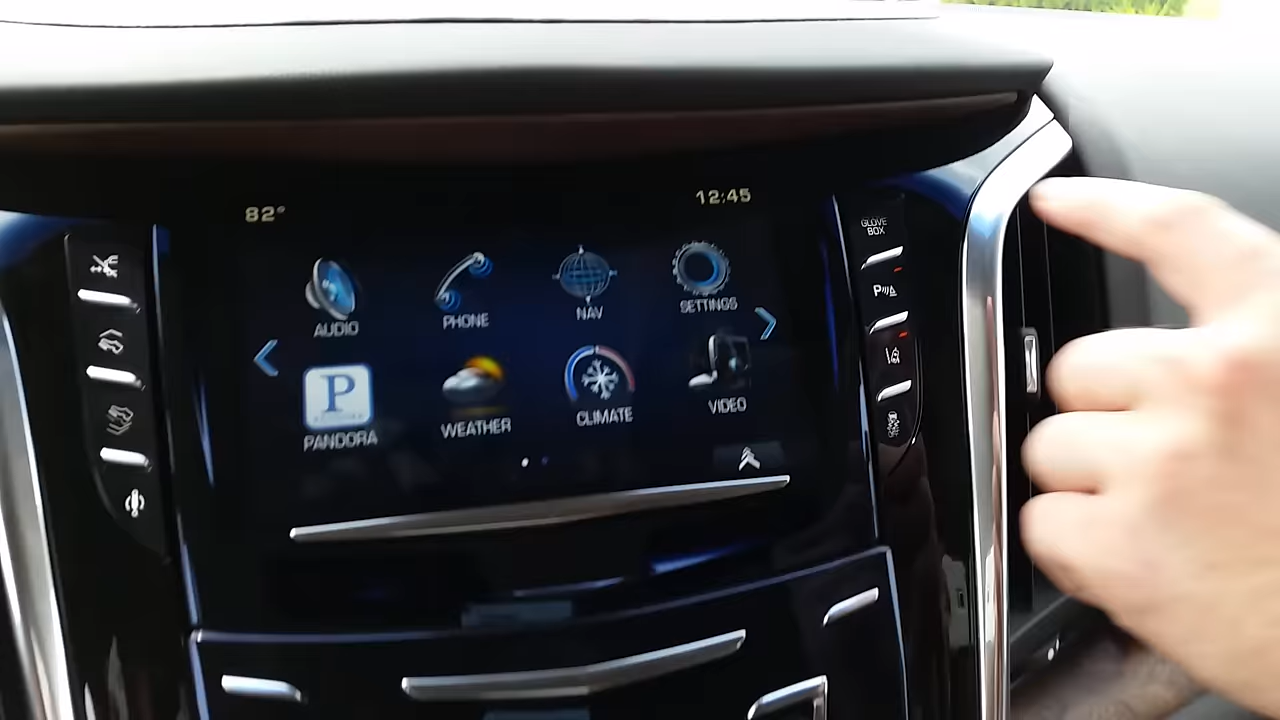 82°
12:45
GLOVE
BOX
P
AUDIO
PHONE
NAV
SETTINGS
P
PANDORA
WEATHER
CLIMATE
VIDEO